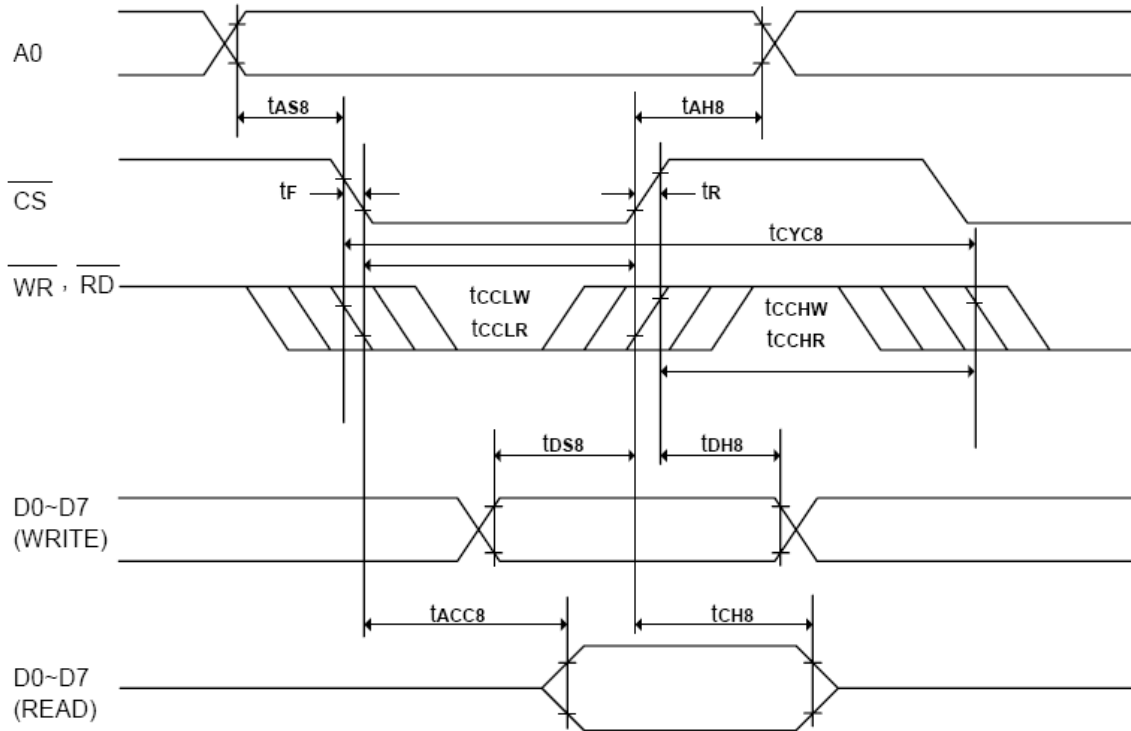 A0
tAS8
tAH8
CS
tF
tR
tCYC8
WR , RD
tCCLW
tCCLR
tCCHW
tCCHR
tDS8
tDH8
D0~D7
(WRITE)
tACC8
tCH8
D0~D7
(READ)